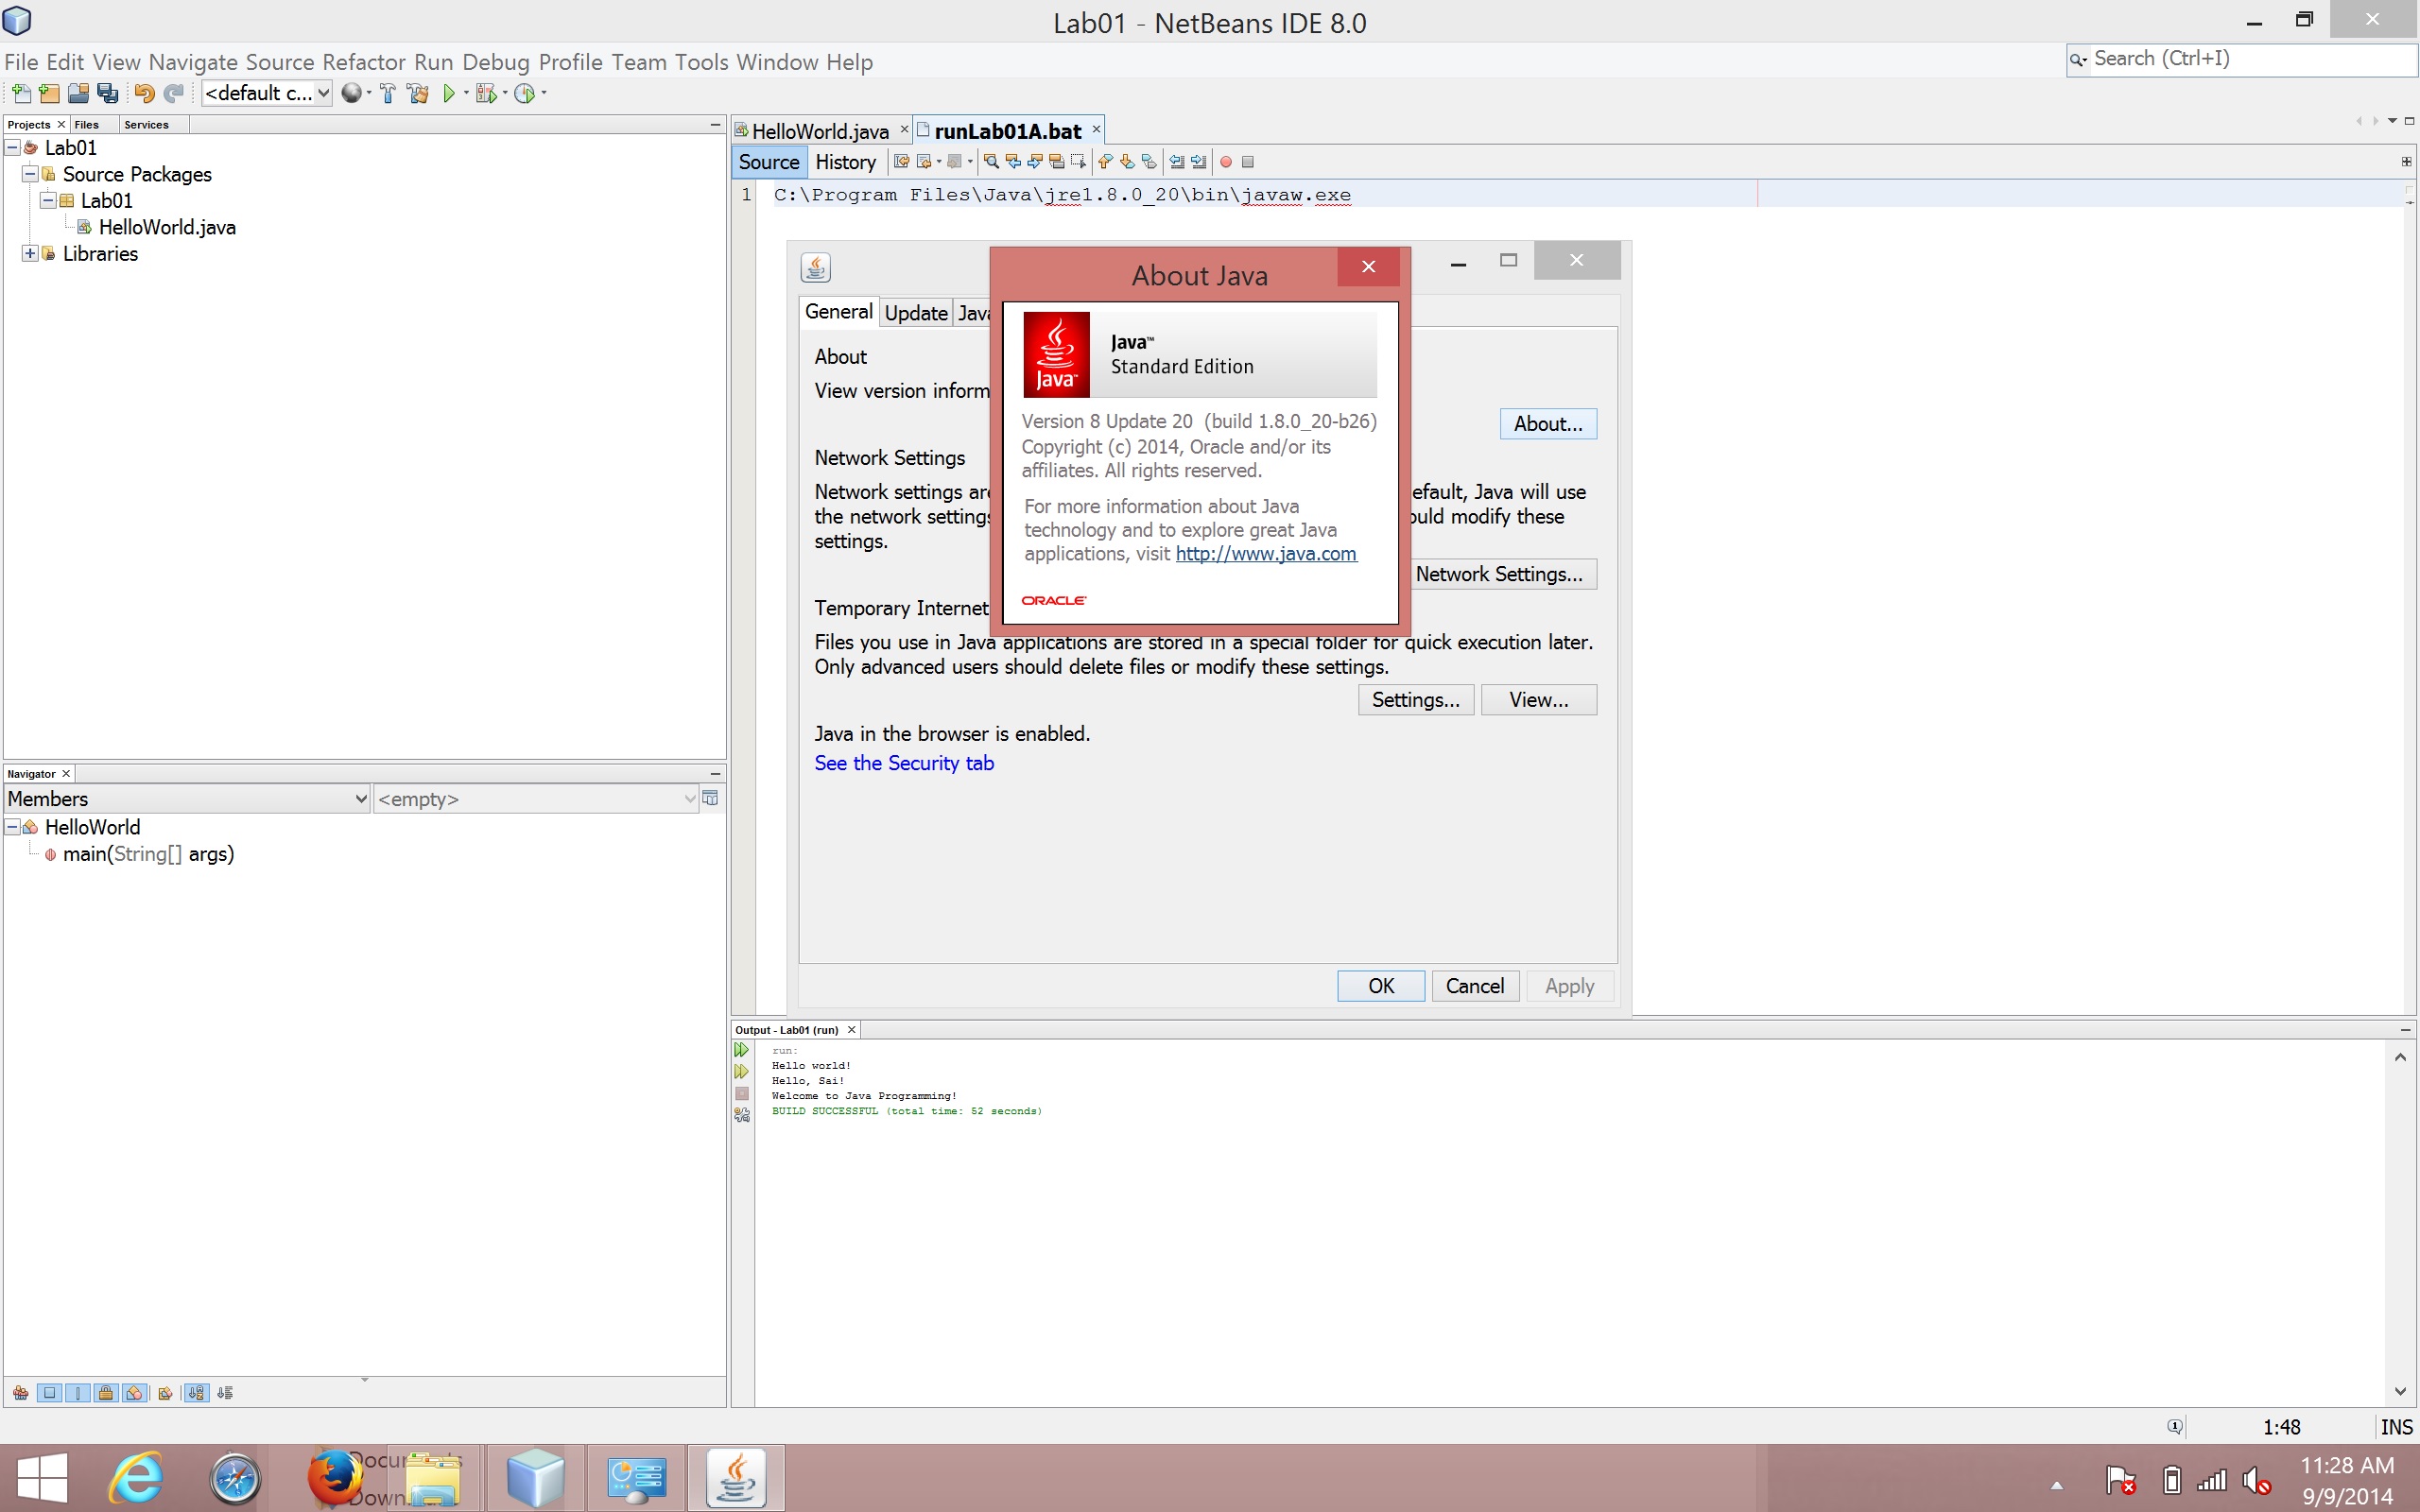 Lab01 - NetBeans IDE 8.0
File Edit View Navigate Source Refactor Run Debug Profile Team Tools Window Help
Search (Ctrl+I)
<default c...
Projects Files Services
Lab01
Source Packages
Lab01
HelloWorld.java
Libraries
HelloWorld.java runLab01A.bat
Source History
1 C:\Program Files\Java\jre1.8.0_20\bin\javaw.exe
About Java
Java™
Standard Edition
Java™
Version 8 Update 20 (build 1.8.0_20-b26)
Copyright (c) 2014, Oracle and/or its
affiliates. All rights reserved.
For more information about Java
technology and to explore great Java
applications, visit http://www.java.com
ORACLE
General Update Java
About
View version inform
About...
Network Settings
Network settings are efault, Java will use
the network settings ould modify these
settings.
Network Settings...
Temporary Internet
Files you use in Java applications are stored in a special folder for quick execution later.
Only advanced users should delete files or modify these settings.
Settings... View...
Java in the browser is enabled.
See the Security tab
OK Cancel Apply
Navigator
Members <empty>
HelloWorld
main(String[] args)
Output - Lab01 (run)
run:
Hello world!
Hello, Sai!
Welcome to Java Programming!
BUILD SUCCESSFUL (total time: 52 seconds)
1:48 INS
11:28 AM
9/9/2014